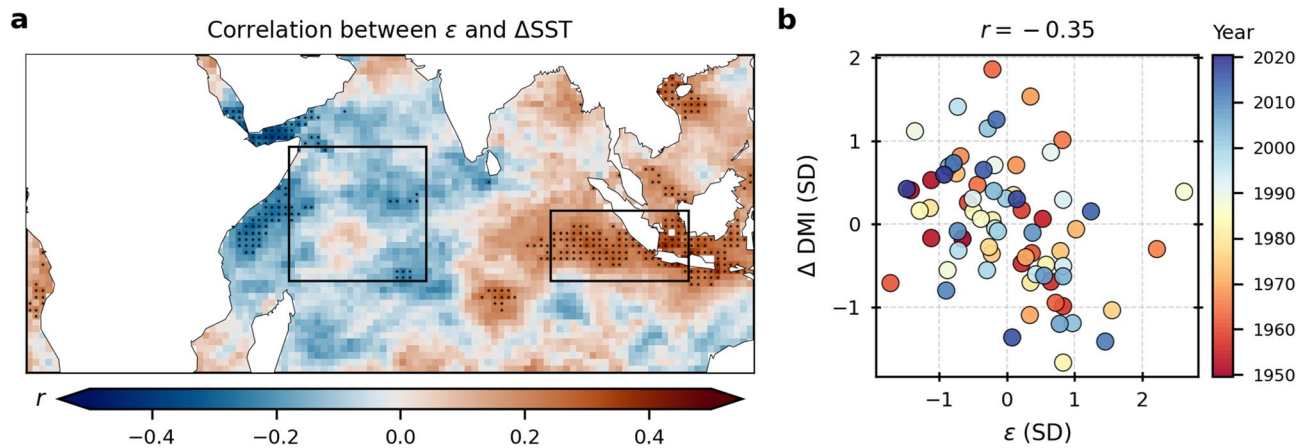 a
Correlation between ε and ΔSST
r
−0.4 −0.2 0.0 0.2 0.4
b
r = −0.35
Year
Δ DMI (SD)
2
1
0
−1
−1 0 1 2
ε (SD)
2020
2010
2000
1990
1980
1970
1960
1950